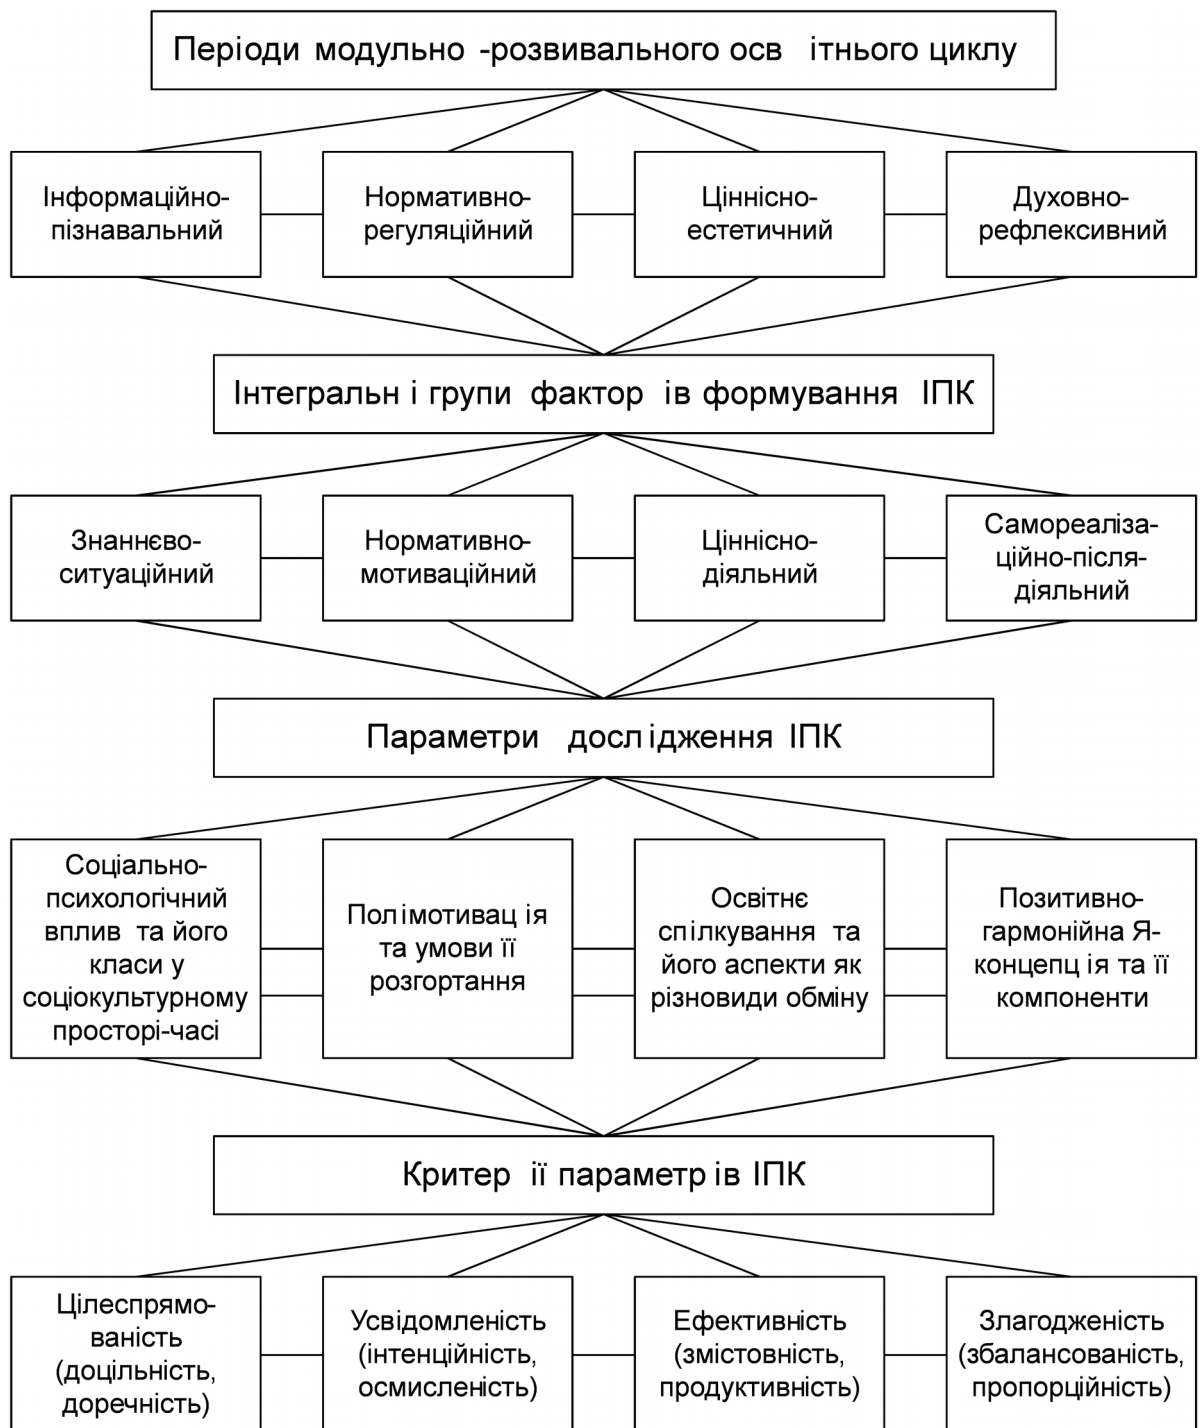 Періоди модульно -розвивального осв ітнього циклу
Інформаційно-
пізнавальний
Нормативно-
регуляційний
Ціннісно-
естетичний
Духовно-
рефлексивний
Інтегральн і групи фактор ів формування ІПК
Знаннєво-
ситуаційний
Нормативно-
мотиваційний
Ціннісно-
діяльний
Самореаліза-
ційно-після-
діяльний
Параметри дослідження ІПК
Соціально-
психологічний
вплив та його
класи у
соціокультурному
просторі-часі
Полімотивац ія
та умови її
розгортання
Освітнє
спілкування та
його аспекти як
різновиди обміну
Позитивно-
гармонійна Я-
концепц ія та її
компоненти
Критер ії параметр ів ІПК
Цілеспрямо-
ваність
(доцільність,
доречність)
Усвідомленість
(інтенційність,
осмисленість)
Ефективність
(змістовність,
продуктивність)
Злагодженість
(збалансованість,
пропорційність)